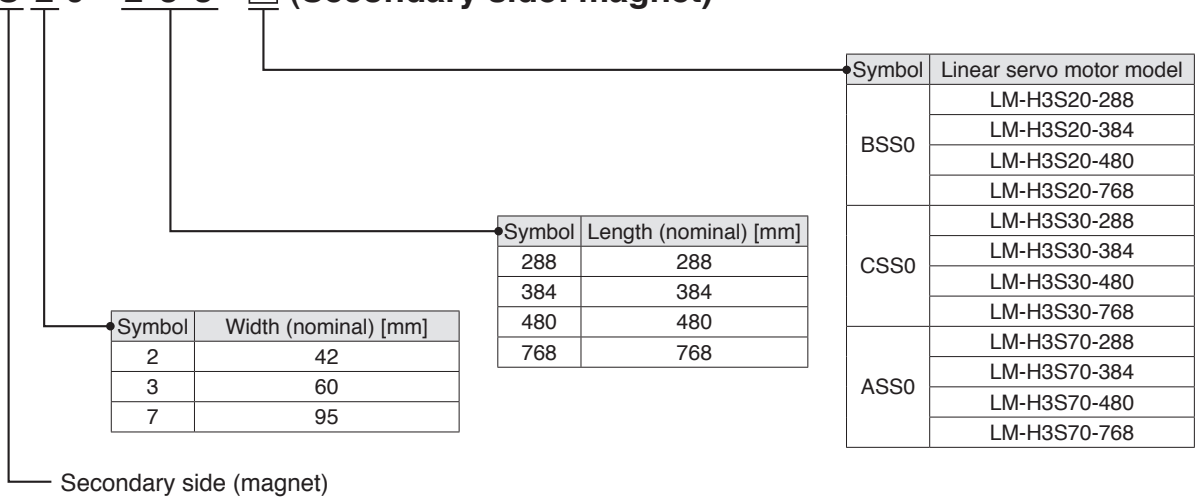 (Secondary side: magnet)
Symbol Linear servo motor model
BSS0
LM-H3S20-288
LM-H3S20-384
LM-H3S20-480
LM-H3S20-768
CSS0
LM-H3S30-288
LM-H3S30-384
LM-H3S30-480
LM-H3S30-768
ASS0
LM-H3S70-288
LM-H3S70-384
LM-H3S70-480
LM-H3S70-768
Symbol Length (nominal) [mm]
288 288
384 384
480 480
768 768
Symbol Width (nominal) [mm]
2 42
3 60
7 95
Secondary side (magnet)